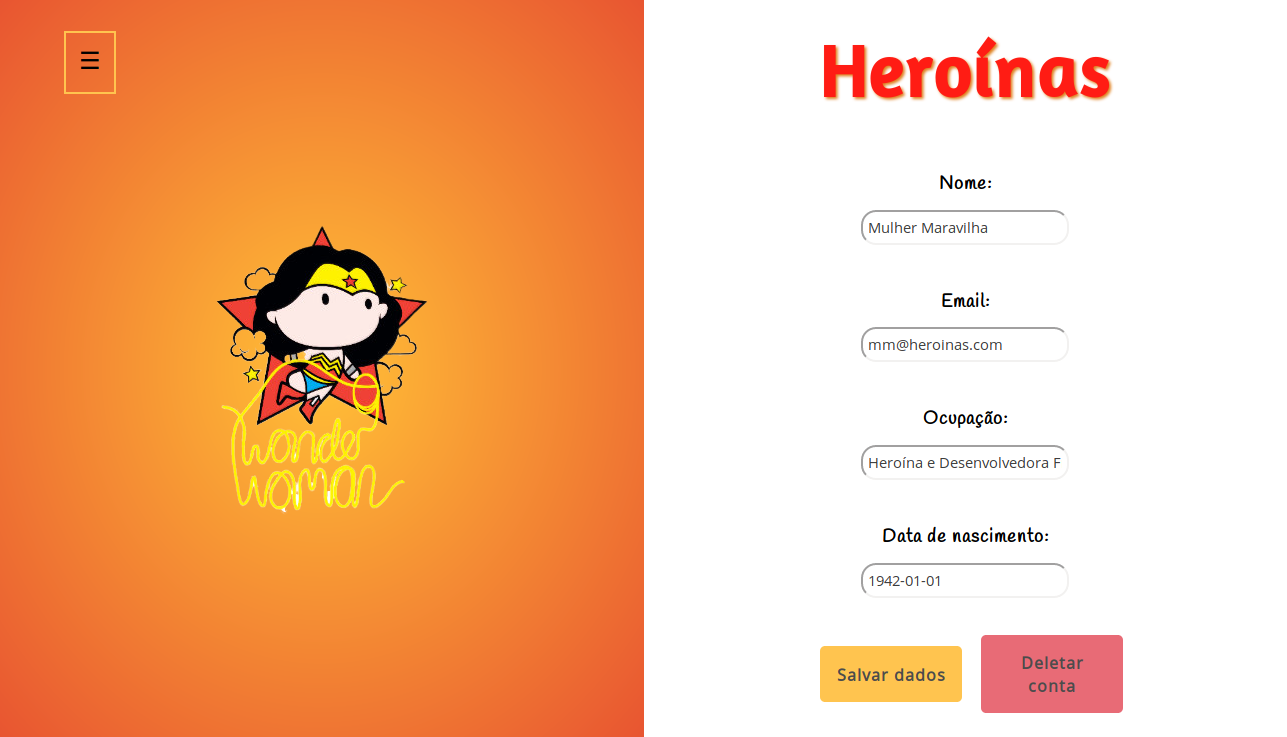 ☰
Heroínas
wonder
woman
Nome:
Mulher Maravilha
Email:
mm@heroinas.com
Ocupação:
Heroína e Desenvolvedora F
Data de nascimento:
1942-01-01
Salvar dados
Deletar
conta